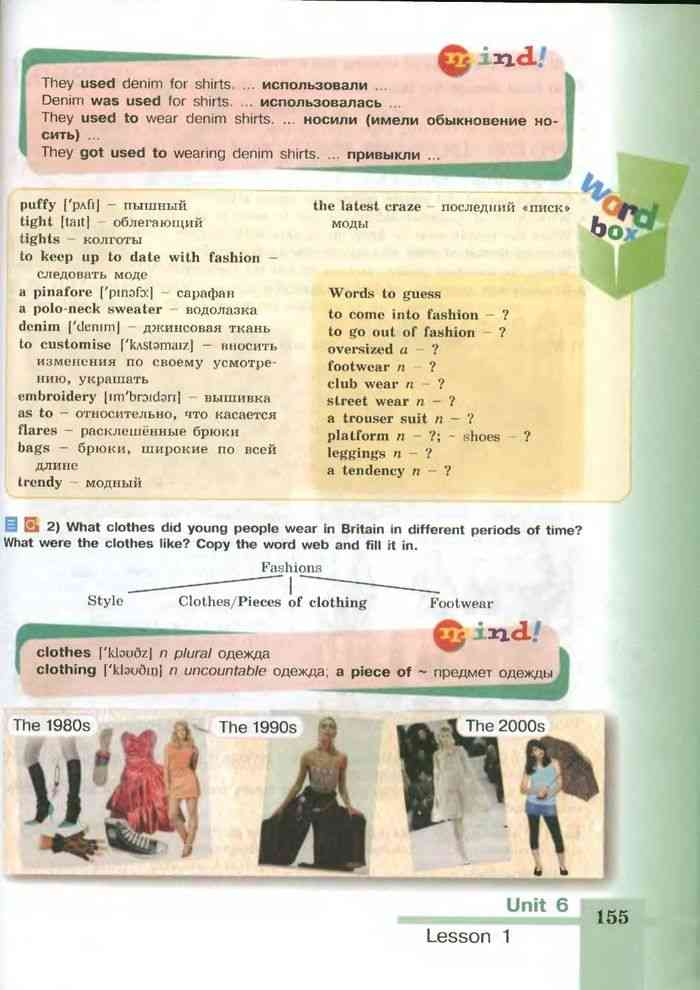 mind!
They used denim for shirts. ... использовали ...
Denim was used for shirts. ... использовалась ...
They used to wear denim shirts. ... носили (имели обыкновение но-
сить) ...
They got used to wearing denim shirts. ... привыкли ...
word
box
puffy ['pʌfi] – пышный
tight [taɪt] – облегающий
tights – колготы
to keep up to date with fashion –
следовать моде
a pinafore ['pɪnəfɔ:] – сарафан
a polo-neck sweater – водолазка
denim ['denɪm] – джинсовая ткань
to customise ['kʌstəmaɪz] – вносить
изменения по своему усмотре-
нию, украшать
embroidery [ɪm'brɔɪdərɪ] – вышивка
as to – относительно, что касается
flares – расклешённые брюки
bags – брюки, широкие по всей
длине
trendy – модный
the latest craze – последний «писк»
моды
Words to guess
to come into fashion – ?
to go out of fashion – ?
oversized a – ?
footwear n – ?
club wear n – ?
street wear n – ?
a trouser suit n – ?
platform n – ?; ~ shoes – ?
leggings n – ?
a tendency n – ?
2) What clothes did young people wear in Britain in different periods of time?
What were the clothes like? Copy the word web and fill it in.
Fashions
Style Clothes/Pieces of clothing Footwear
mind!
clothes ['kləuðz] n plural одежда
clothing ['kləuðɪŋ] n uncountable одежда; a piece of ~ предмет одежды
The 1980s The 1990s The 2000s
Unit 6
155
Lesson 1